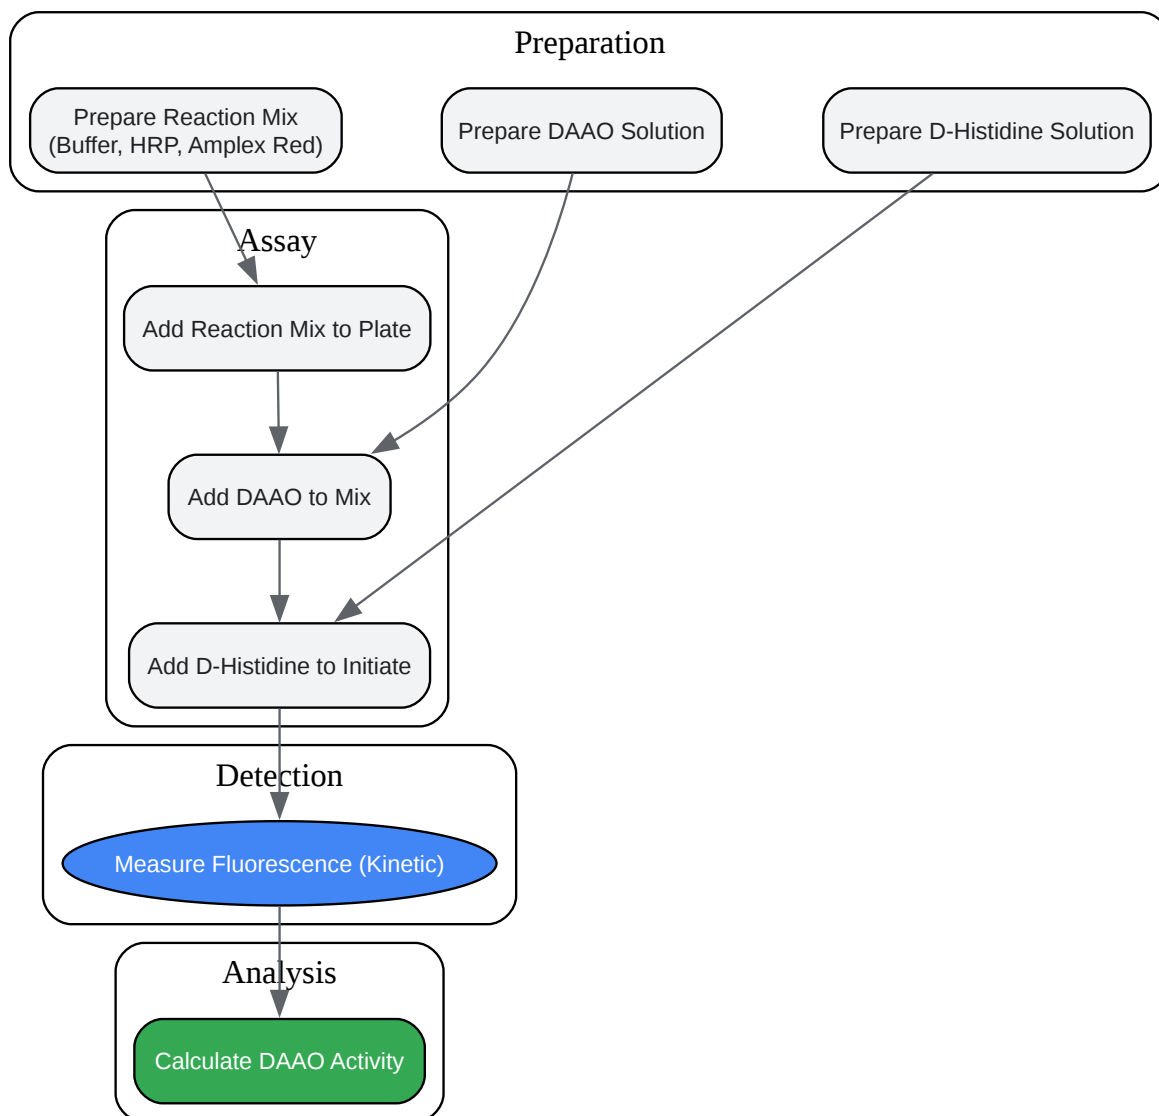 Preparation
Prepare Reaction Mix
(Buffer, HRP, Amplex Red)
Prepare DAAO Solution
Prepare D-Histidine Solution
Assay
Add Reaction Mix to Plate
Add DAAO to Mix
Add D-Histidine to Initiate
Detection
Measure Fluorescence (Kinetic)
Analysis
Calculate DAAO Activity